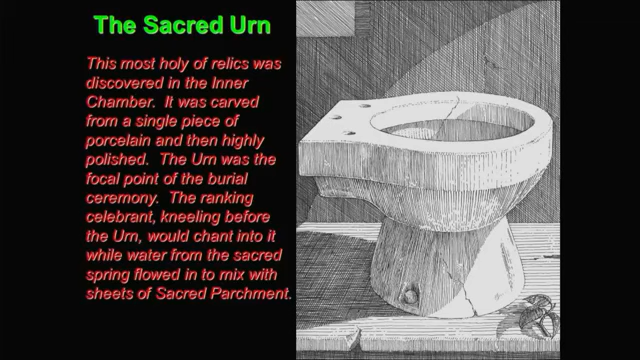 The Sacred Urn
This most holy of relics was
discovered in the Inner
Chamber. It was carved
from a single piece of
porcelain and then highly
polished. The Urn was the
focal point of the burial
ceremony. The ranking
celebrant, kneeling before
the Urn, would chant into it
while water from the sacred
spring flowed in to mix with
sheets of Sacred Parchment.